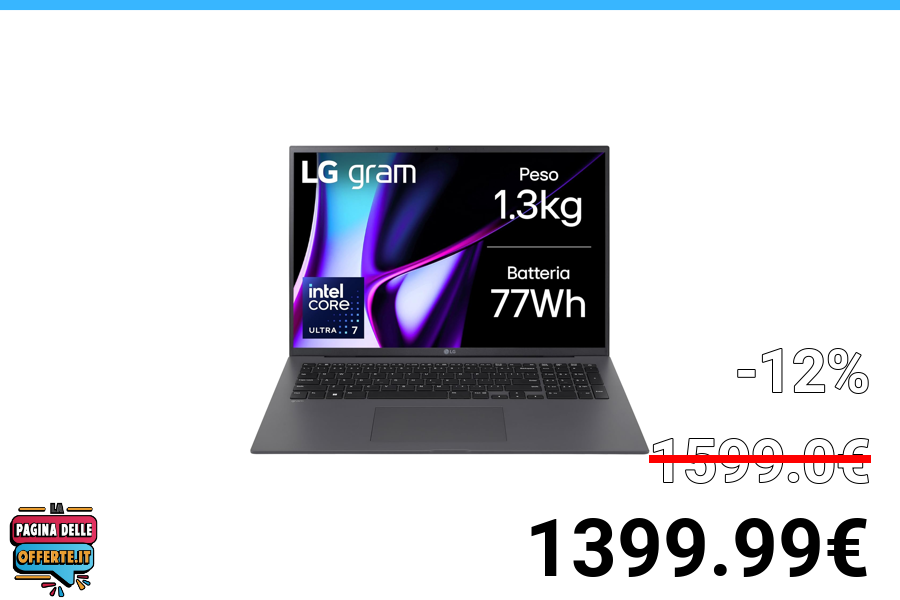 LG gram
Peso
1.3kg
Batteria
77Wh
intel
CORE
ULTRA 7
LG
-12%
1599.0€
1399.99€
LA
PAGINA DELLE
OFFERTE.IT